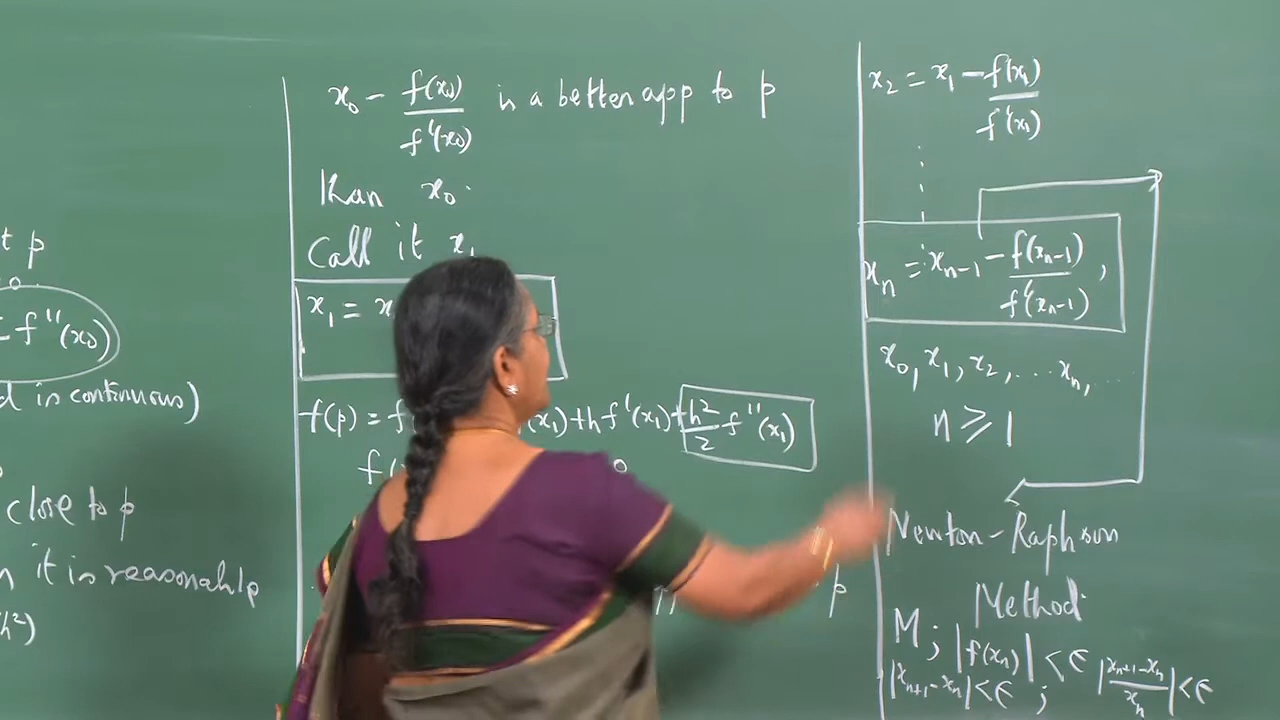 t p
= 0
- f''(x₀)
d is continuous)
close to p
n it is reasonable
h²)
x₀ - f(x₀)/f'(x₀) is a better app to p
than x₀.
Call it x₁
x₁ = x
f(p) = f (x₁) + h f'(x₁) + h²/2 f''(x₁)
f( 0
p
x₂ = x₁ - f(x₁)/f'(x₁)
xₙ = xₙ₋₁ - f(xₙ₋₁)/f'(xₙ₋₁),
x₀, x₁, x₂, ... xₙ, ...
n ≥ 1
Newton-Raphson
Method.
M; |f(xₙ)| < ϵ
|xₙ₊₁ - xₙ| < ϵ ; |(xₙ₊₁ - xₙ)/xₙ| < ϵ